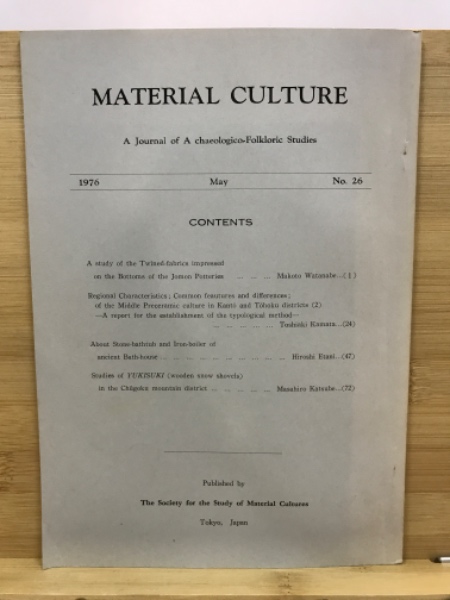 MATERIAL CULTURE
A Journal of A chaeologico-Folkloric Studies
1976 May No. 26
CONTENTS
A study of the Twined-fabrics impressed
on the Bottoms of the Jomon Potteries ... ... ... Makoto Watanabe...( 1 )
Regional Characteristics; Common feautures and differences;
of the Middle Preceramic culture in Kanto and Tôhoku districts (2)
—A report for the establishment of the typological method—
... ... ... ... ... ... Toshiaki Kamata...(24)
About Stone-bathtub and Iron-boiler of
ancient Bath-house ... ... ... ... ... ... ... ... ... ... Hiroshi Etani...(47)
Studies of YUKISUKI (wooden snow shovels)
in the Chûgoku mountain district ... ... ... ... ... Masahiro Katsube...(72)
Published by
The Society for the Study of Material Cultures
Tokyo, Japan